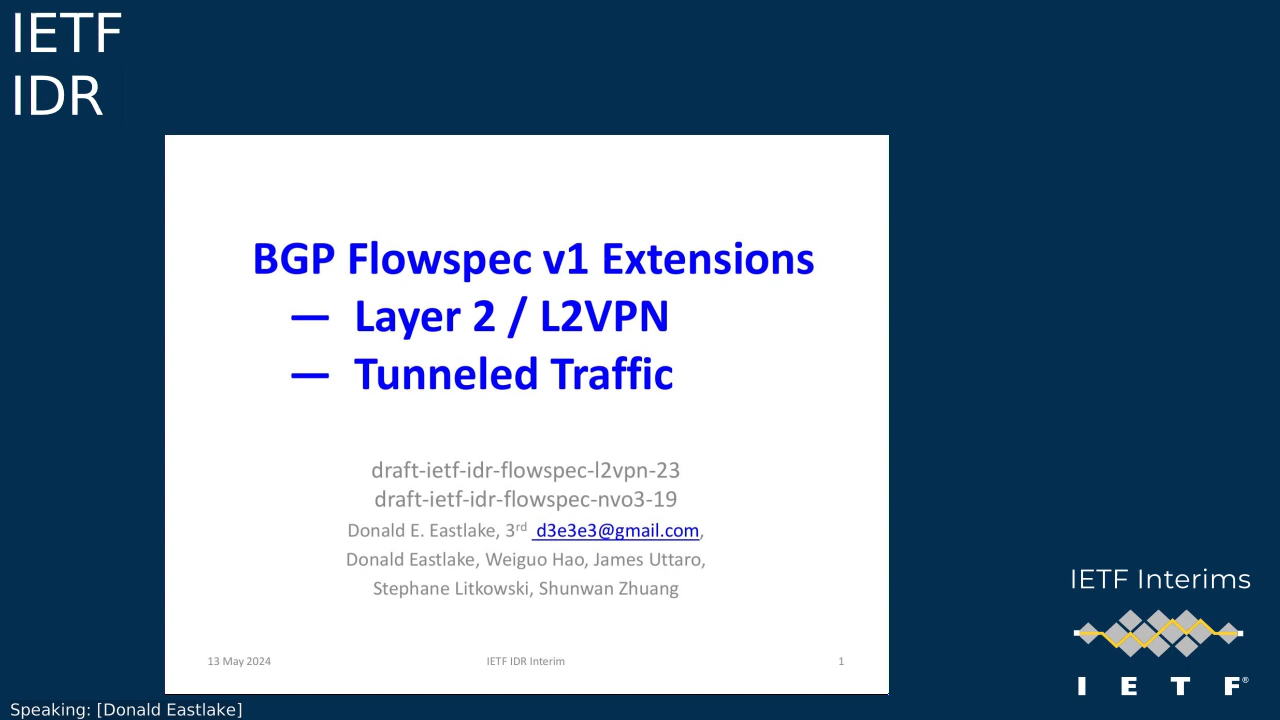 IETF
IDR
BGP Flowspec v1 Extensions
— Layer 2 / L2VPN
— Tunneled Traffic
draft-ietf-idr-flowspec-l2vpn-23
draft-ietf-idr-flowspec-nvo3-19
Donald E. Eastlake, 3rd d3e3e3@gmail.com,
Donald Eastlake, Weiguo Hao, James Uttaro,
Stephane Litkowski, Shunwan Zhuang
13 May 2024 IETF IDR Interim 1
IETF Interims
I E T F®
Speaking: [Donald Eastlake]